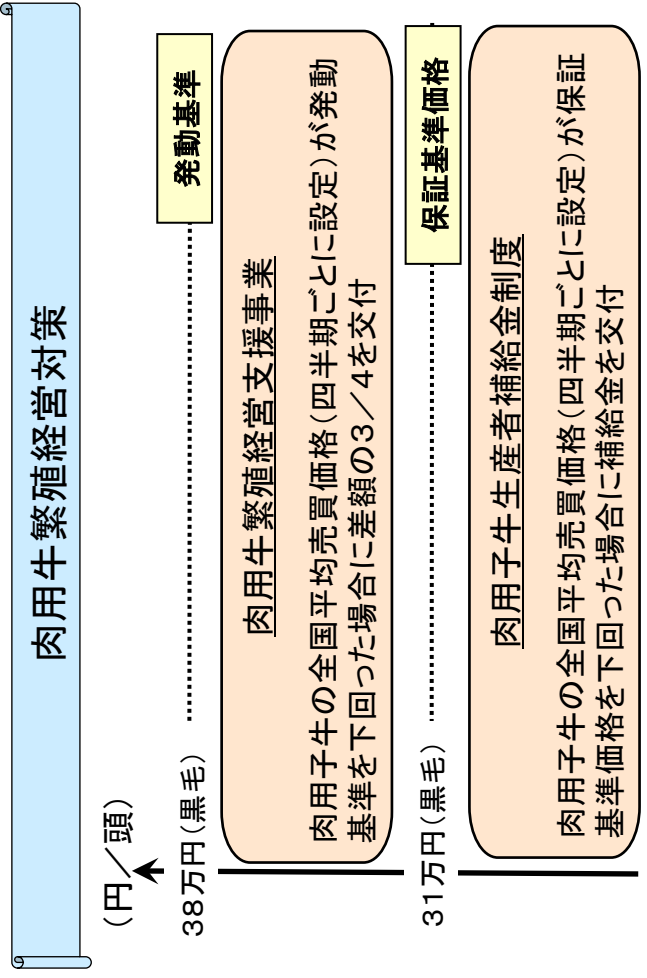 肉用牛繁殖経営対策
(円/頭)
38万円(黒毛)
発動基準
肉用牛繁殖経営支援事業
肉用子牛の全国平均売買価格(四半期ごとに設定)が発動
基準を下回った場合に差額の3/4を交付
31万円(黒毛)
保証基準価格
肉用子牛生産者補給金制度
肉用子牛の全国平均売買価格(四半期ごとに設定)が保証
基準価格を下回った場合に補給金を交付